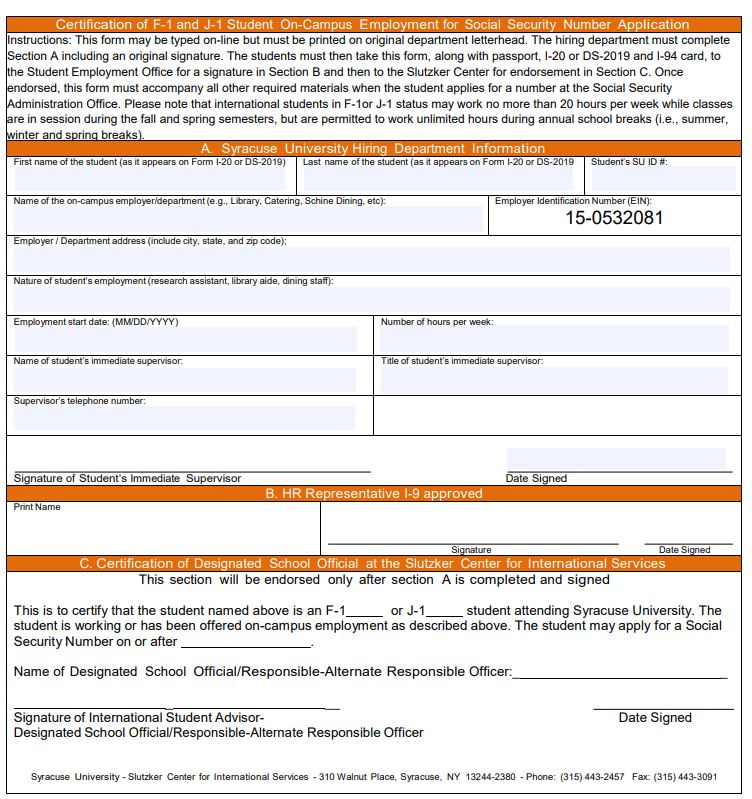 Certification of F-1 and J-1 Student On-Campus Employment for Social Security Number Application
Instructions: This form may be typed on-line but must be printed on original department letterhead. The hiring department must complete
Section A including an original signature. The students must then take this form, along with passport, I-20 or DS-2019 and I-94 card, to
the Student Employment Office for a signature in Section B and then to the Slutzker Center for endorsement in Section C. Once
endorsed, this form must accompany all other required materials when the student applies for a number at the Social Security
Administration Office. Please note that international students in F-1or J-1 status may work no more than 20 hours per week while classes
are in session during the fall and spring semesters, but are permitted to work unlimited hours during annual school breaks (i.e., summer,
winter and spring breaks).
A. Syracuse University Hiring Department Information
First name of the student (as it appears on Form I-20 or DS-2019)
Last name of the student (as it appears on Form I-20 or DS-2019
Student's SU ID #:
Name of the on-campus employer/department (e.g., Library, Catering, Schine Dining, etc):
Employer Identification Number (EIN):
15-0532081
Employer / Department address (include city, state, and zip code);
Nature of student's employment (research assistant, library aide, dining staff):
Employment start date: (MM/DD/YYYY)
Number of hours per week:
Name of student's immediate supervisor:
Title of student's immediate supervisor:
Supervisor's telephone number:
Signature of Student's Immediate Supervisor
Date Signed
B. HR Representative I-9 approved
Print Name
Signature
Date Signed
C. Certification of Designated School Official at the Slutzker Center for International Services
This section will be endorsed only after section A is completed and signed
This is to certify that the student named above is an F-1_____ or J-1_____ student attending Syracuse University. The
student is working or has been offered on-campus employment as described above. The student may apply for a Social
Security Number on or after _________________.
Name of Designated School Official/Responsible-Alternate Responsible Officer:____________________________
Signature of International Student Advisor-
Date Signed
Designated School Official/Responsible-Alternate Responsible Officer
Syracuse University - Slutzker Center for International Services - 310 Walnut Place, Syracuse, NY 13244-2380 - Phone: (315) 443-2457 Fax: (315) 443-3091